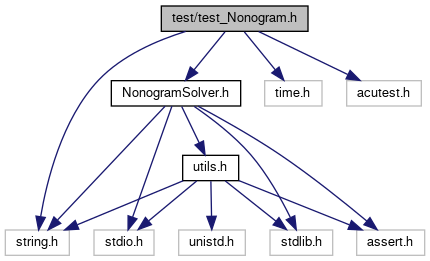 test/test_Nonogram.h
NonogramSolver.h
time.h
acutest.h
utils.h
string.h
stdio.h
unistd.h
stdlib.h
assert.h